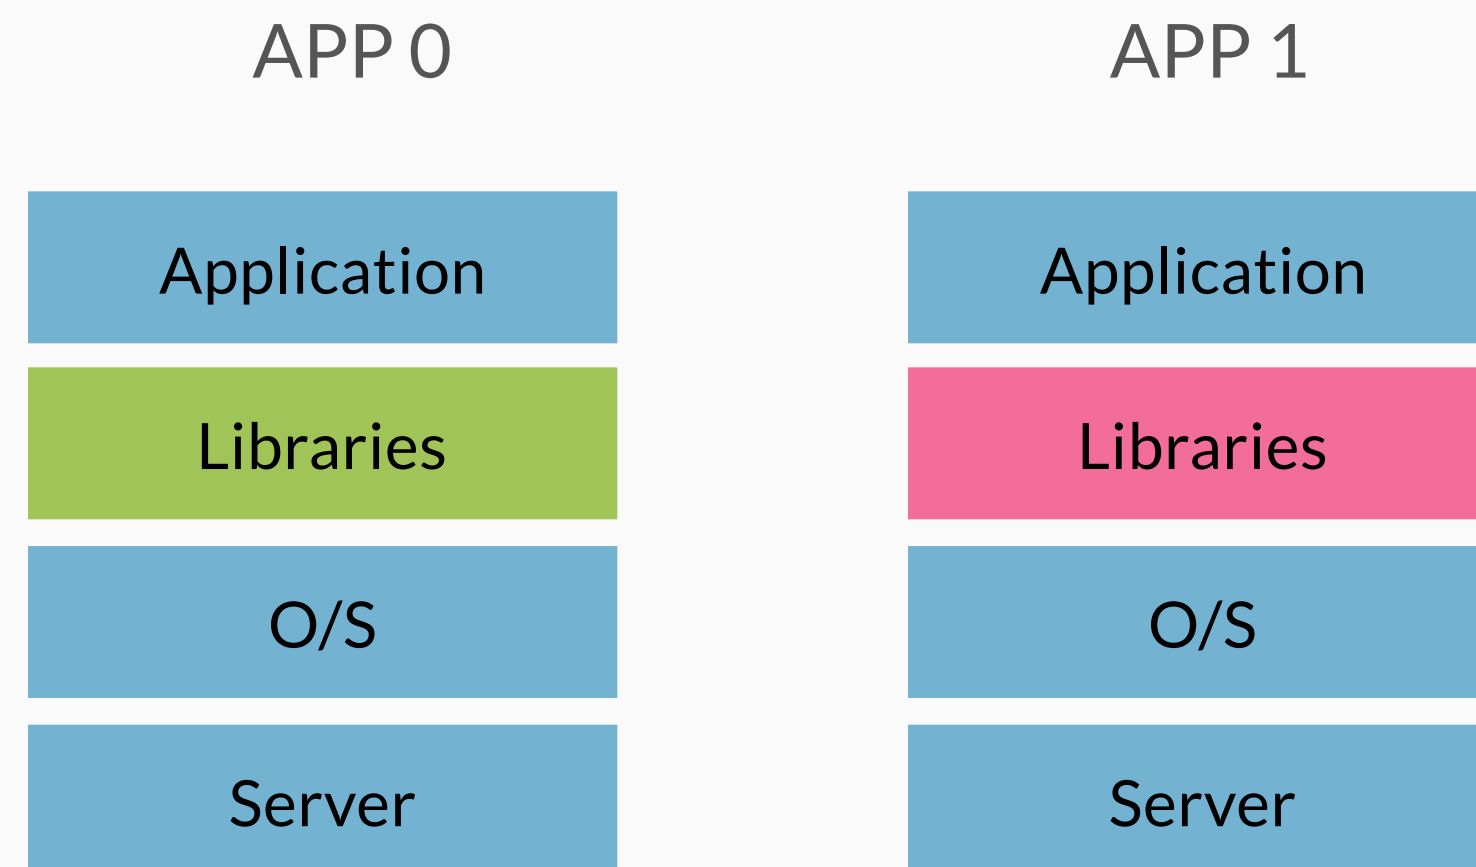 APP 0
Application
Libraries
O/S
Server
APP 1
Application
Libraries
O/S
Server